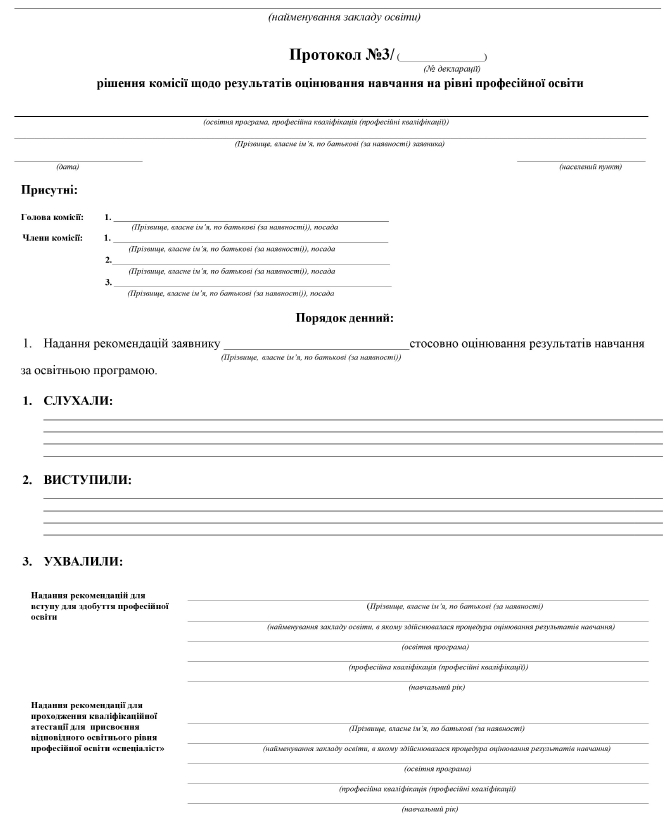 (найменування закладу освіти)
Протокол №3/ (______________)
(№ декларації)
рішення комісії щодо результатів оцінювання навчання на рівні професійної освіти
(освітня програма, професійна кваліфікація (професійні кваліфікації))
(Прізвище, власне ім’я, по батькові (за наявності) заявника)
(дата) (населений пункт)
Присутні:
Голова комісії: 1.
(Прізвище, власне ім’я, по батькові (за наявності)), посада
Члени комісії: 1.
(Прізвище, власне ім’я, по батькові (за наявності)), посада
2.
(Прізвище, власне ім’я, по батькові (за наявності)), посада
3.
(Прізвище, власне ім’я, по батькові (за наявності)), посада
Порядок денний:
1. Надання рекомендацій заявнику ______________________________стосовно оцінювання результатів навчання
(Прізвище, власне ім’я, по батькові (за наявності))
за освітньою програмою.
1. СЛУХАЛИ:
2. ВИСТУПИЛИ:
3. УХВАЛИЛИ:
Надання рекомендацій для
вступу для здобуття професійної
освіти
(Прізвище, власне ім’я, по батькові (за наявності)
(найменування закладу освіти, в якому здійснювалася процедура оцінювання результатів навчання)
(освітня програма)
(професійна кваліфікація (професійні кваліфікації))
(навчальний рік)
Надання рекомендації для
проходження кваліфікаційної
атестації для присвоєння
відповідного освітнього рівня
професійної освіти «спеціаліст»
(Прізвище, власне ім’я, по батькові (за наявності)
(найменування закладу освіти, в якому здійснювалася процедура оцінювання результатів навчання)
(освітня програма)
(професійна кваліфікація (професійні кваліфікації)
(навчальний рік)